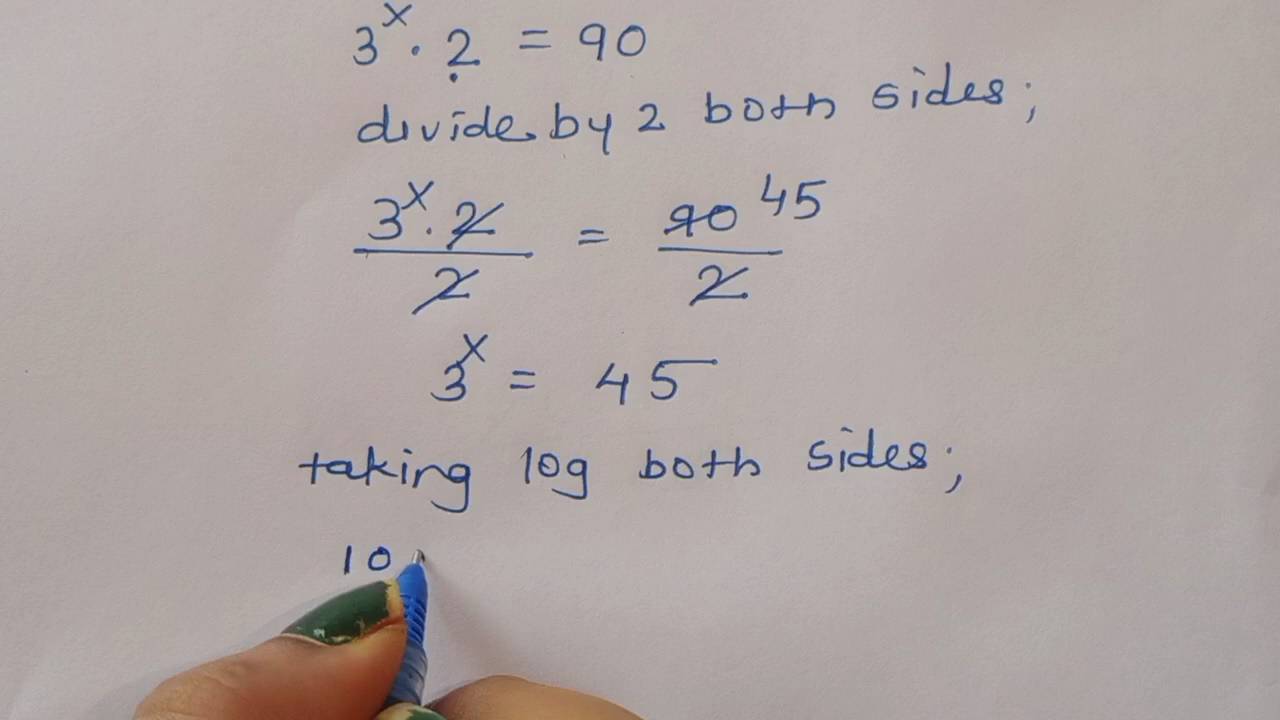 3^x · 2 = 90
divide by 2 both sides;
3^x · 2 / 2 = 90 45 / 2
3^x = 45
taking log both sides;
lo